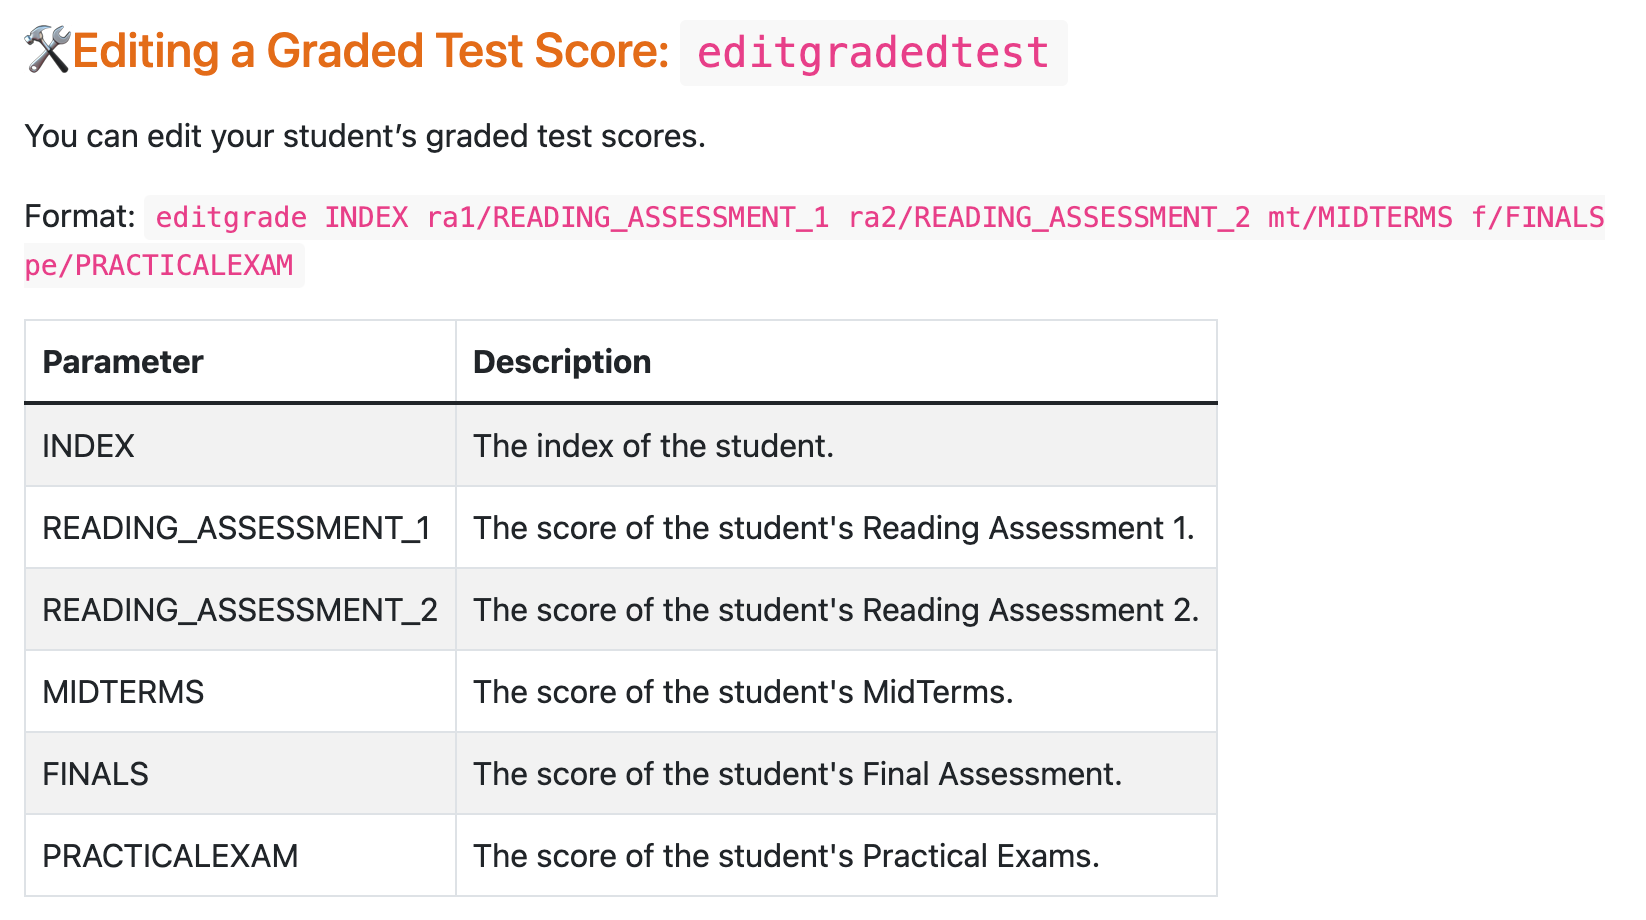 🛠Editing a Graded Test Score: editgradedtest
You can edit your student’s graded test scores.
Format: editgrade INDEX ra1/READING_ASSESSMENT_1 ra2/READING_ASSESSMENT_2 mt/MIDTERMS f/FINALS
pe/PRACTICALEXAM
Parameter Description
INDEX The index of the student.
READING_ASSESSMENT_1 The score of the student's Reading Assessment 1.
READING_ASSESSMENT_2 The score of the student's Reading Assessment 2.
MIDTERMS The score of the student's MidTerms.
FINALS The score of the student's Final Assessment.
PRACTICALEXAM The score of the student's Practical Exams.